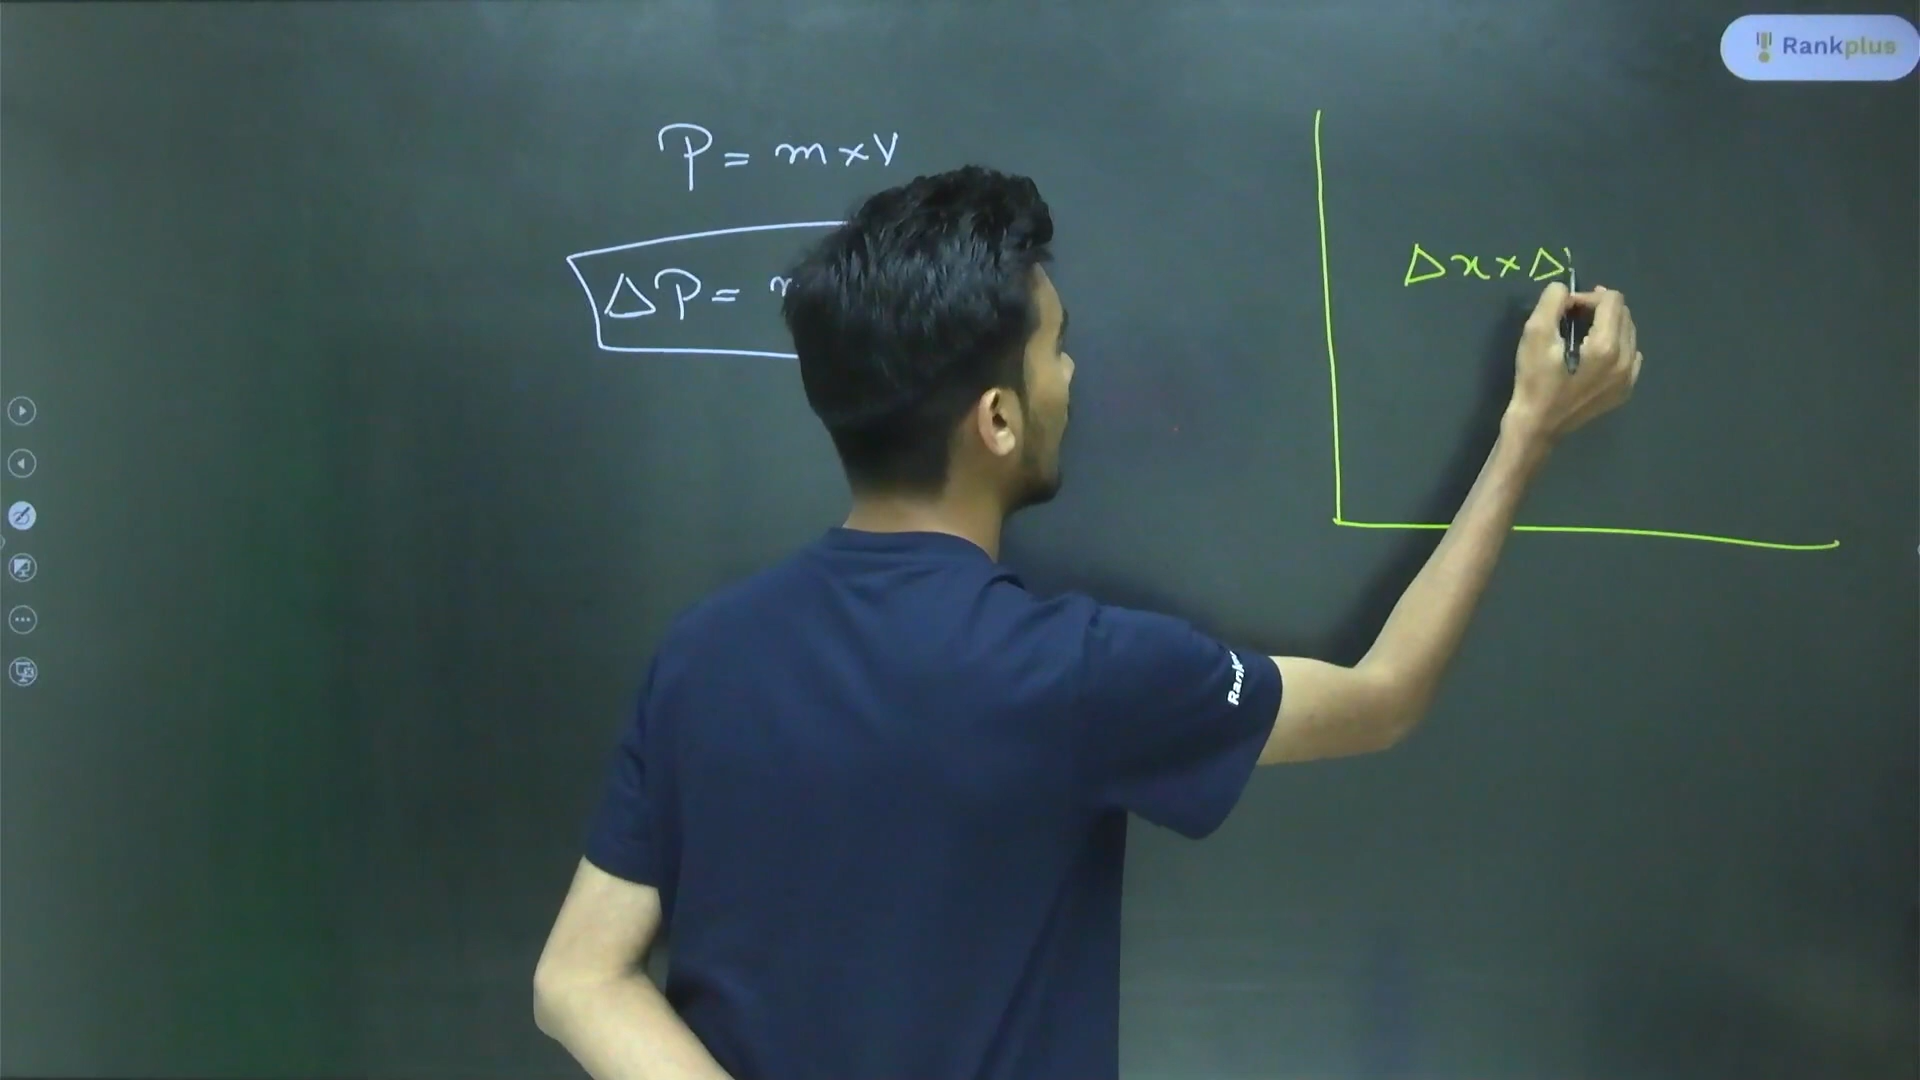 Rankplus
P = m × v
ΔP =
Δx × Δ